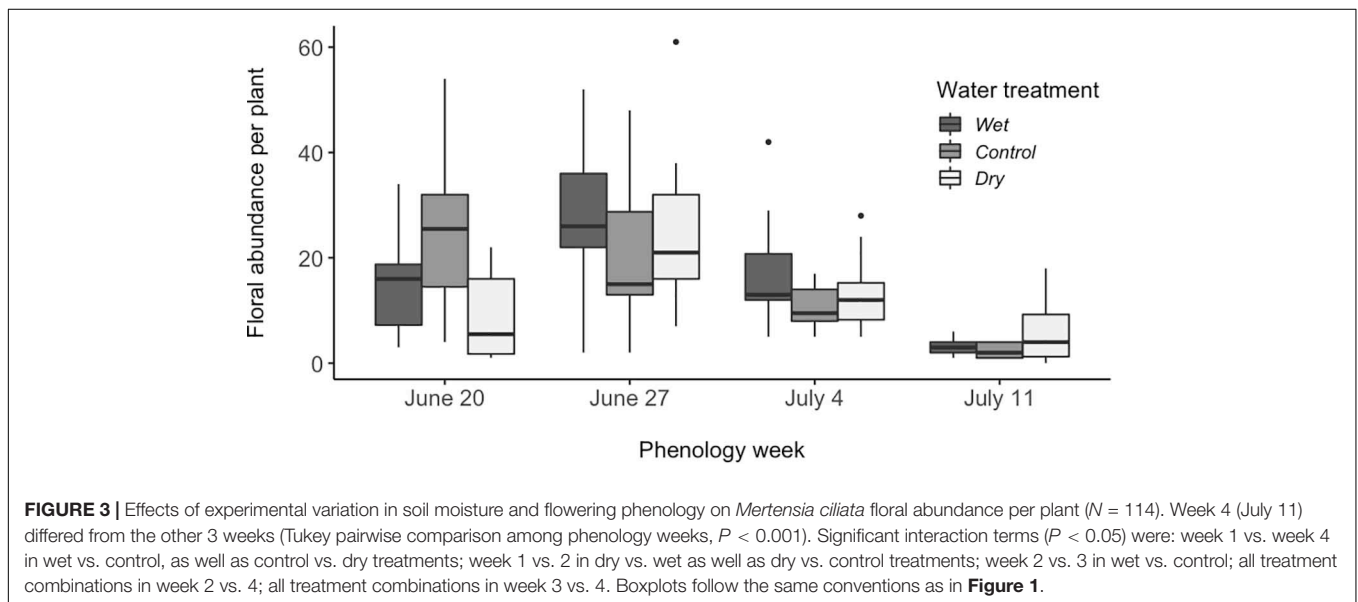 60
40
20
0
Floral abundance per plant
Water treatment
Wet
Control
Dry
June 20
June 27
July 4
July 11
Phenology week
FIGURE 3 | Effects of experimental variation in soil moisture and flowering phenology on Mertensia ciliata floral abundance per plant (N = 114). Week 4 (July 11)
differed from the other 3 weeks (Tukey pairwise comparison among phenology weeks, P < 0.001). Significant interaction terms (P < 0.05) were: week 1 vs. week 4
in wet vs. control, as well as control vs. dry treatments; week 1 vs. 2 in dry vs. wet as well as dry vs. control treatments; week 2 vs. 3 in wet vs. control; all treatment
combinations in week 2 vs. 4; all treatment combinations in week 3 vs. 4. Boxplots follow the same conventions as in Figure 1.